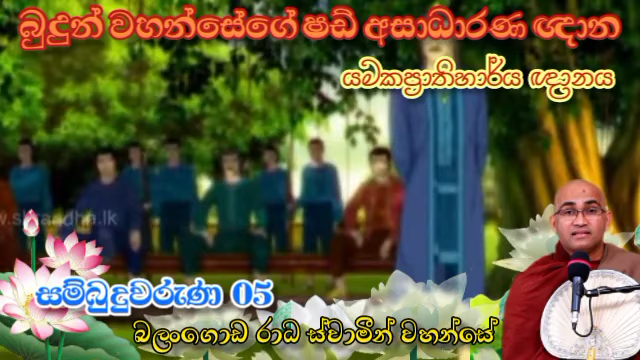 බුදුන් වහන්සේගේ ෂඩ් අසාධාරණ ඥාන
යමකප්‍රාතිහාර්ය ඥානය
සම්බුදුවරුණ 05
බලංගොඩ රාධ ස්වාමීන් වහන්සේ